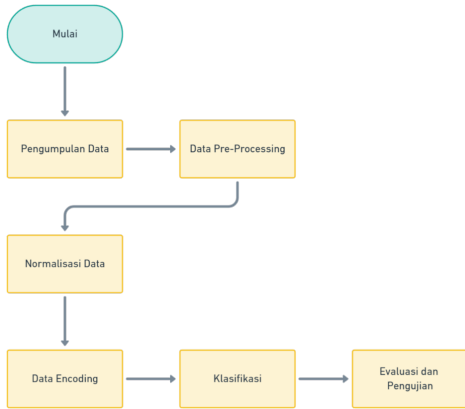 Mulai
Pengumpulan Data
Data Pre-Processing
Normalisasi Data
Data Encoding
Klasifikasi
Evaluasi dan
Pengujian